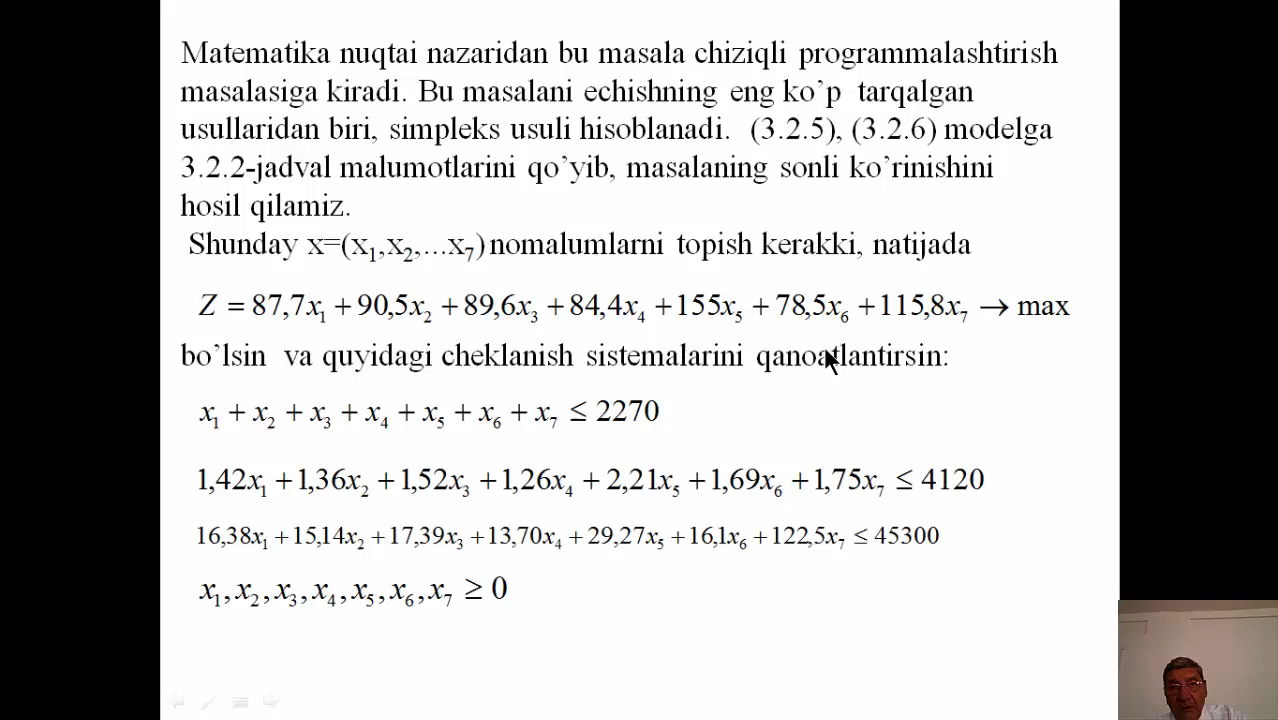 Matematika nuqtai nazaridan bu masala chiziqli programmalashtirish
masalasiga kiradi. Bu masalani echishning eng ko’p tarqalgan
usullaridan biri, simpleks usuli hisoblanadi. (3.2.5), (3.2.6) modelga
3.2.2-jadval malumotlarini qo’yib, masalaning sonli ko’rinishini
hosil qilamiz.
Shunday x=(x₁,x₂,...x₇) nomalumlarni topish kerakki, natijada
Z = 87,7x₁ + 90,5x₂ + 89,6x₃ + 84,4x₄ + 155x₅ + 78,5x₆ + 115,8x₇ → max
bo’lsin va quyidagi cheklanish sistemalarini qanoatlantirsin:
x₁ + x₂ + x₃ + x₄ + x₅ + x₆ + x₇ ≤ 2270
1,42x₁ + 1,36x₂ + 1,52x₃ + 1,26x₄ + 2,21x₅ + 1,69x₆ + 1,75x₇ ≤ 4120
16,38x₁ + 15,14x₂ + 17,39x₃ + 13,70x₄ + 29,27x₅ + 16,1x₆ + 122,5x₇ ≤ 45300
x₁, x₂, x₃, x₄, x₅, x₆, x₇ ≥ 0